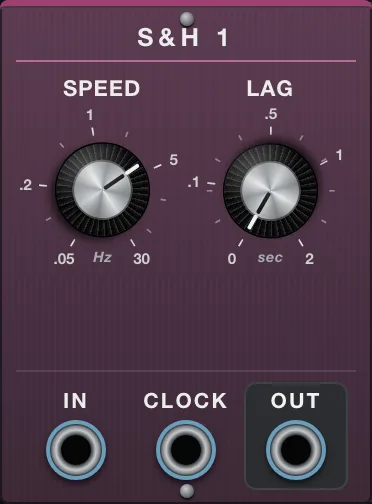 S&H 1
SPEED LAG
1 .5
.2 5 .1 1
.05 Hz 30 0 sec 2
IN CLOCK OUT